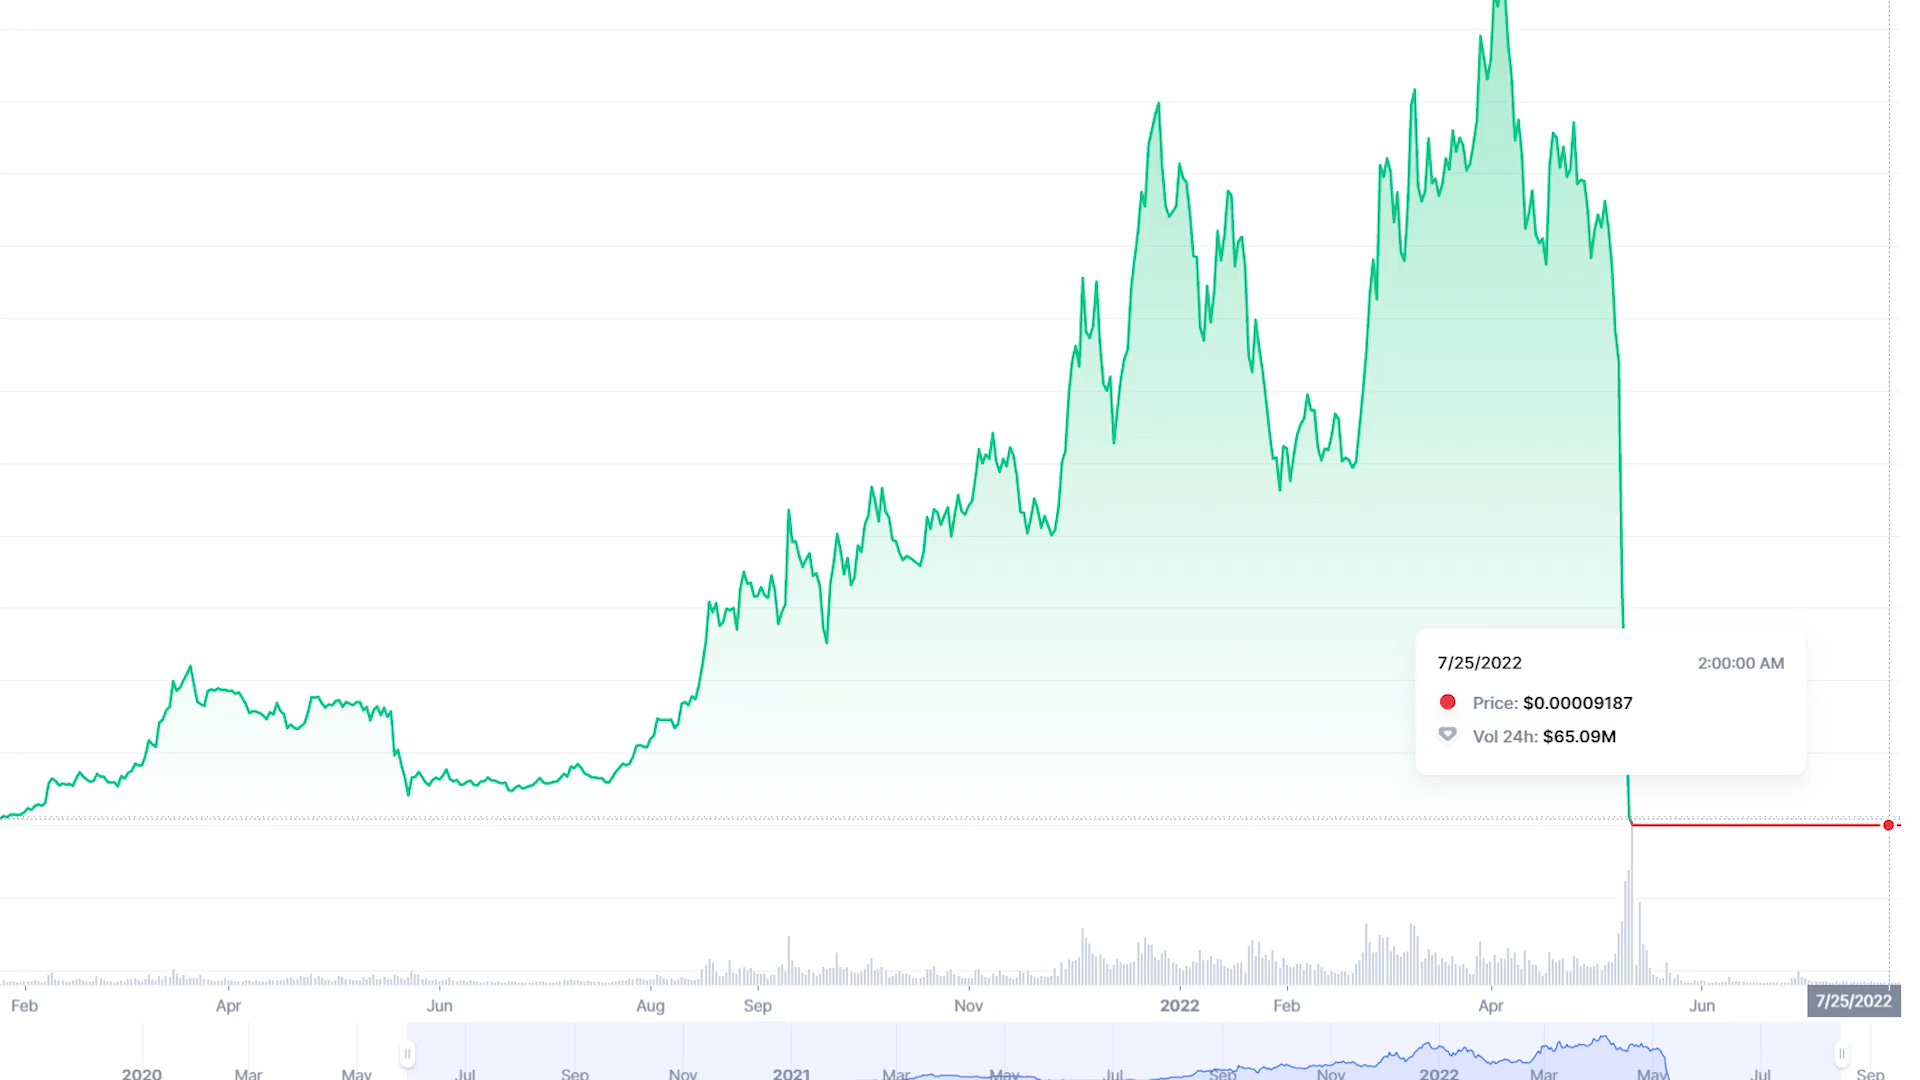 7/25/2022 2:00:00 AM
Price: $0.00009187
Vol 24h: $65.09M
Feb Apr Jun Aug Sep Nov 2022 Feb Apr Jun 7/25/2022
2020 Mar May Jul Sep Nov 2021 Mar May Jul Sep Nov 2022 Mar May Jul Sep